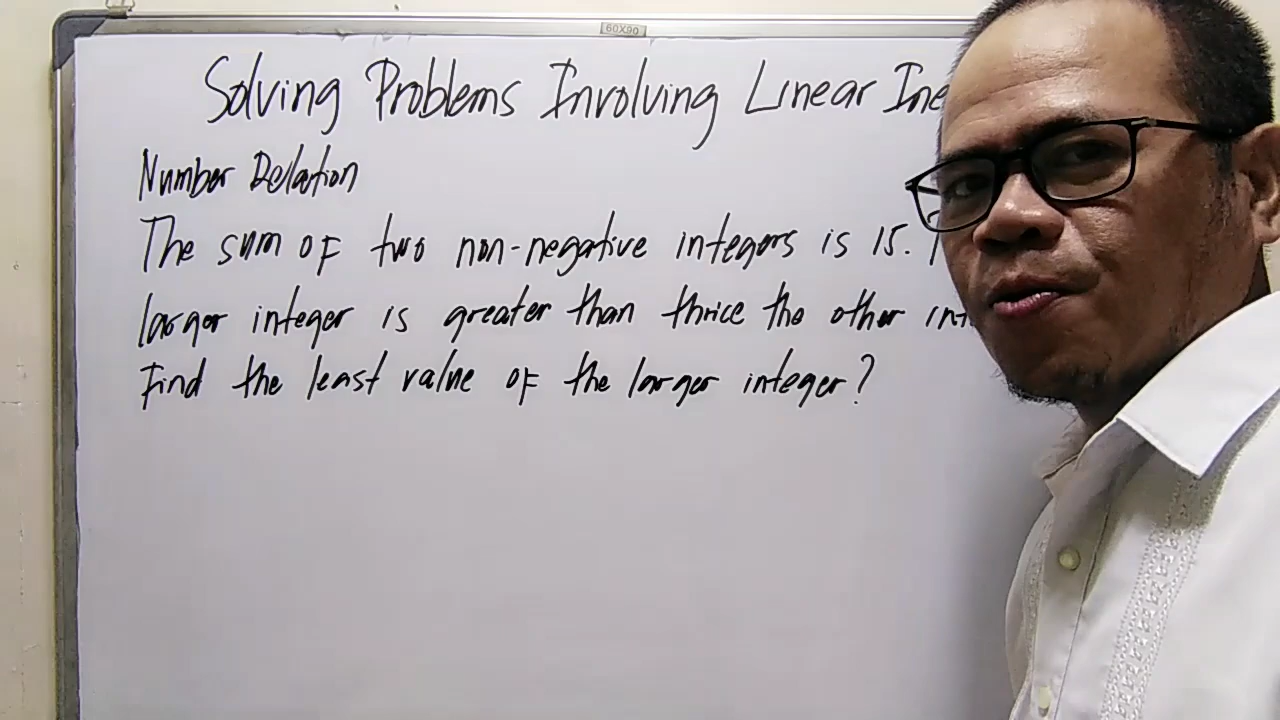 60X90
Solving Problems Involving Linear Ine
Number Relation
The sum of two non-negative integers is 15.
larger integer is greater than thrice the other int
Find the least value of the larger integer?